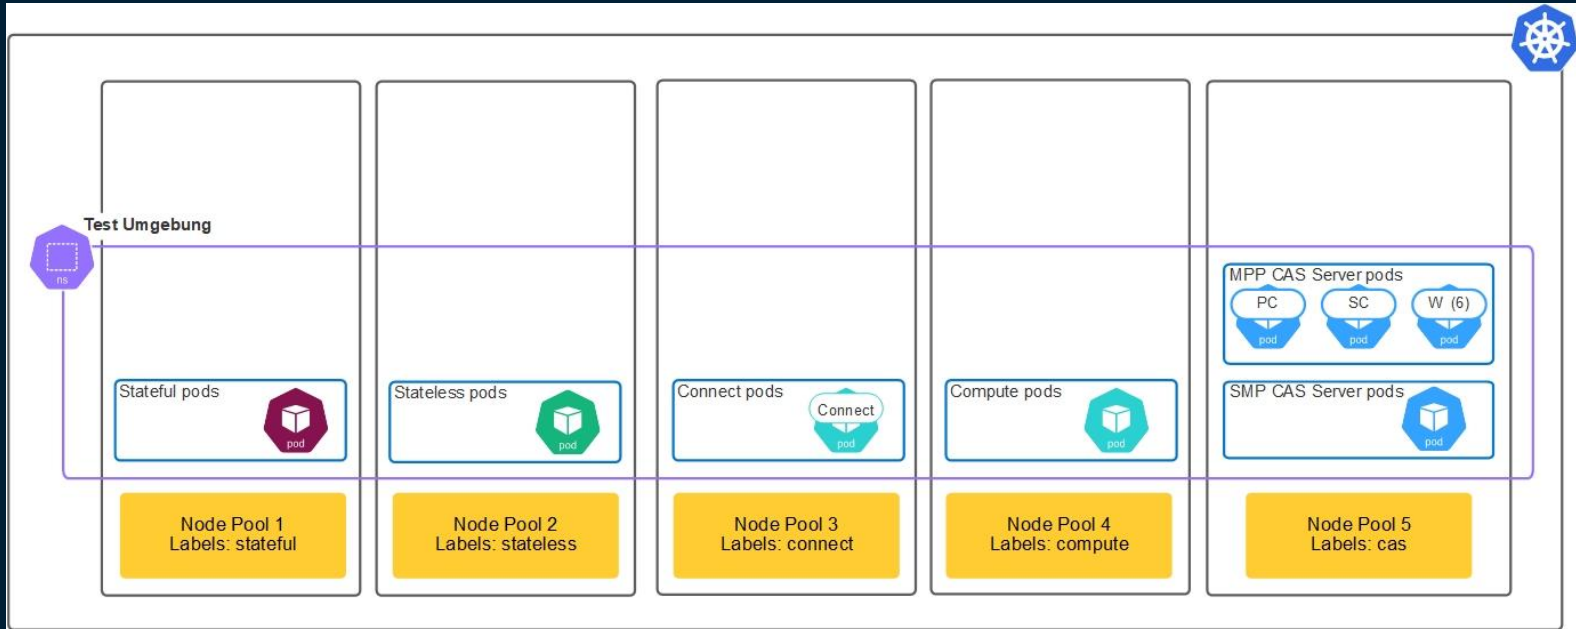 Test Umgebung
ns
Stateful pods
pod
Stateless pods
pod
Connect pods
Connect
pod
Compute pods
pod
MPP CAS Server pods
PC
SC
W (6)
pod
pod
pod
SMP CAS Server pods
pod
Node Pool 1
Labels: stateful
Node Pool 2
Labels: stateless
Node Pool 3
Labels: connect
Node Pool 4
Labels: compute
Node Pool 5
Labels: cas